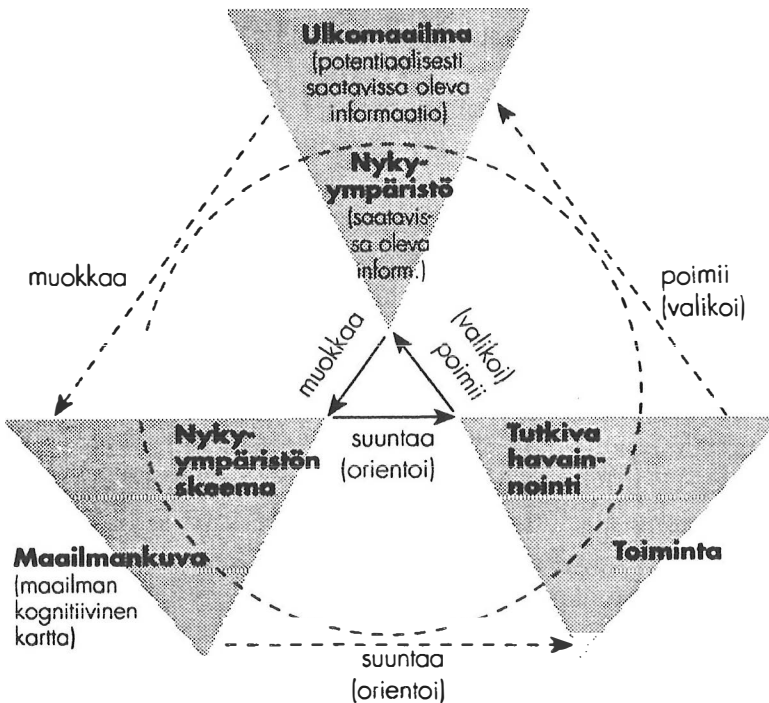 Ulkomaailma
(potentiaalisesti
saatavissa oleva
informaatio)
Nyky-
ympäristö
(saatavis-
sa oleva
inform.)
muokkaa
poimii
(valikoi)
muokkaa
(valikoi)
poimii
suuntaa
(orientoi)
Nyky-
ympäristön
skeema
Tutkiva
havain-
nointi
Maailmankuva
(maailman
kognitiivinen
kartta)
Toiminta
suuntaa
(orientoi)